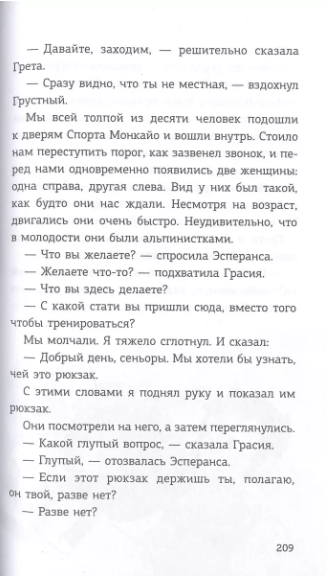 — Давайте, заходим, — решительно сказала
Грета.
— Сразу видно, что ты не местная, — вздохнул
Грустный.
Мы всей толпой из десяти человек подошли
к дверям Спорта Монкайо и вошли внутрь. Стоило
нам переступить порог, как зазвенел звонок, и пе-
ред нами одновременно появились две женщины:
одна справа, другая слева. Вид у них был такой,
как будто они нас ждали. Несмотря на возраст,
двигались они очень быстро. Неудивительно, что
в молодости они были альпинистками.
— Что вы желаете? — спросила Эсперанса.
— Желаете что-то? — подхватила Грасия.
— Что вы здесь делаете?
— С какой стати вы пришли сюда, вместо того
чтобы тренироваться?
Мы молчали. Я тяжело сглотнул. И сказал:
— Добрый день, сеньоры. Мы хотели бы узнать,
чей это рюкзак.
С этими словами я поднял руку и показал им
рюкзак.
Они посмотрели на него, а затем переглянулись.
— Какой глупый вопрос, — сказала Грасия.
— Глупый, — отозвалась Эсперанса.
— Если этот рюкзак держишь ты, полагаю,
он твой, разве нет?
— Разве нет?
209